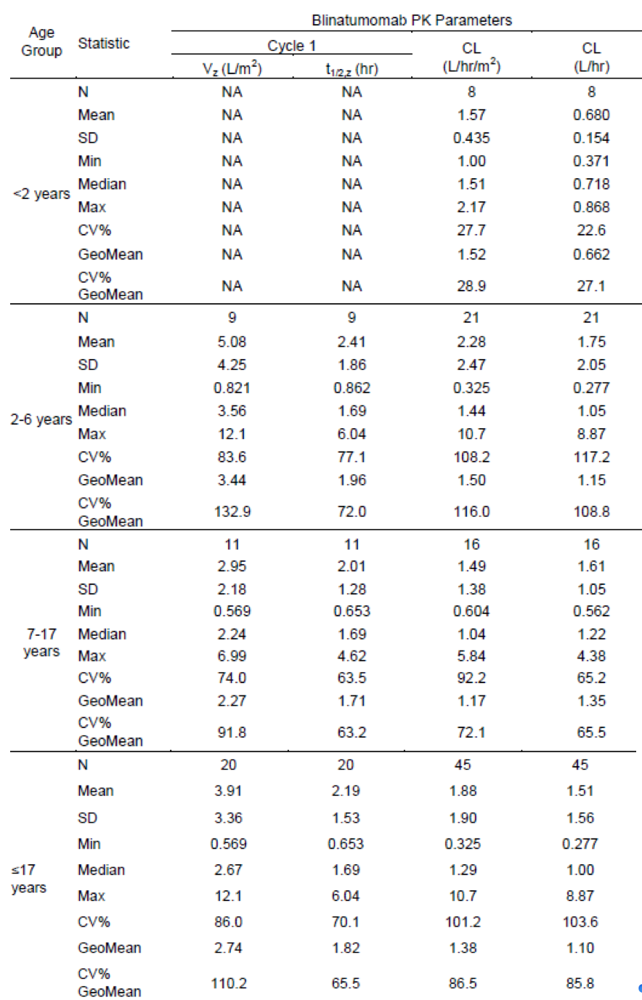 Blinatumomab PK Parameters
Age Group Statistic Cycle 1 CL (L/hr/m²) CL (L/hr)
Vz (L/m²) t1/2,z (hr)
<2 years
N NA NA 8 8
Mean NA NA 1.57 0.680
SD NA NA 0.435 0.154
Min NA NA 1.00 0.371
Median NA NA 1.51 0.718
Max NA NA 2.17 0.868
CV% NA NA 27.7 22.6
GeoMean NA NA 1.52 0.662
CV% GeoMean NA NA 28.9 27.1
2-6 years
N 9 9 21 21
Mean 5.08 2.41 2.28 1.75
SD 4.25 1.86 2.47 2.05
Min 0.821 0.862 0.325 0.277
Median 3.56 1.69 1.44 1.05
Max 12.1 6.04 10.7 8.87
CV% 83.6 77.1 108.2 117.2
GeoMean 3.44 1.96 1.50 1.15
CV% GeoMean 132.9 72.0 116.0 108.8
7-17 years
N 11 11 16 16
Mean 2.95 2.01 1.49 1.61
SD 2.18 1.28 1.38 1.05
Min 0.569 0.653 0.604 0.562
Median 2.24 1.69 1.04 1.22
Max 6.99 4.62 5.84 4.38
CV% 74.0 63.5 92.2 65.2
GeoMean 2.27 1.71 1.17 1.35
CV% GeoMean 91.8 63.2 72.1 65.5
≤17 years
N 20 20 45 45
Mean 3.91 2.19 1.88 1.51
SD 3.36 1.53 1.90 1.56
Min 0.569 0.653 0.325 0.277
Median 2.67 1.69 1.29 1.00
Max 12.1 6.04 10.7 8.87
CV% 86.0 70.1 101.2 103.6
GeoMean 2.74 1.82 1.38 1.10
CV% GeoMean 110.2 65.5 86.5 85.8